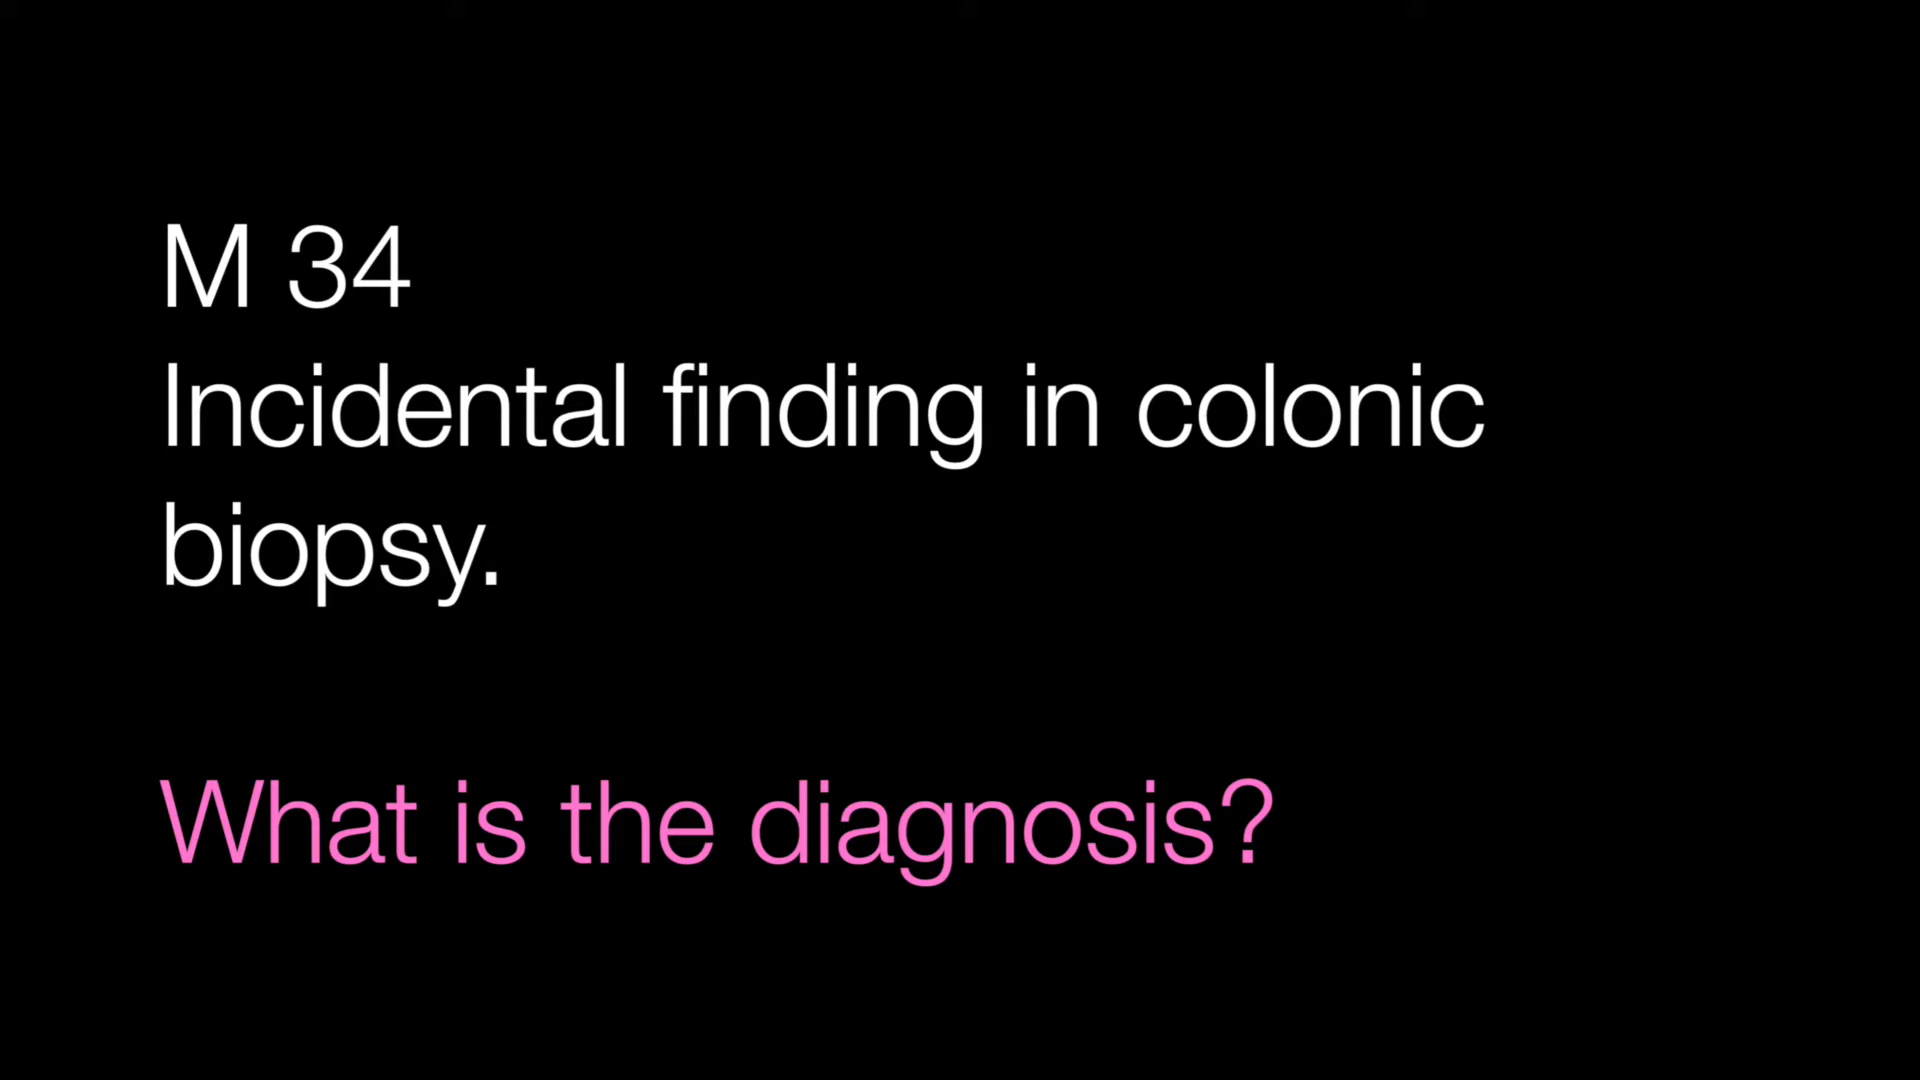 M 34
Incidental finding in colonic
biopsy.
What is the diagnosis?